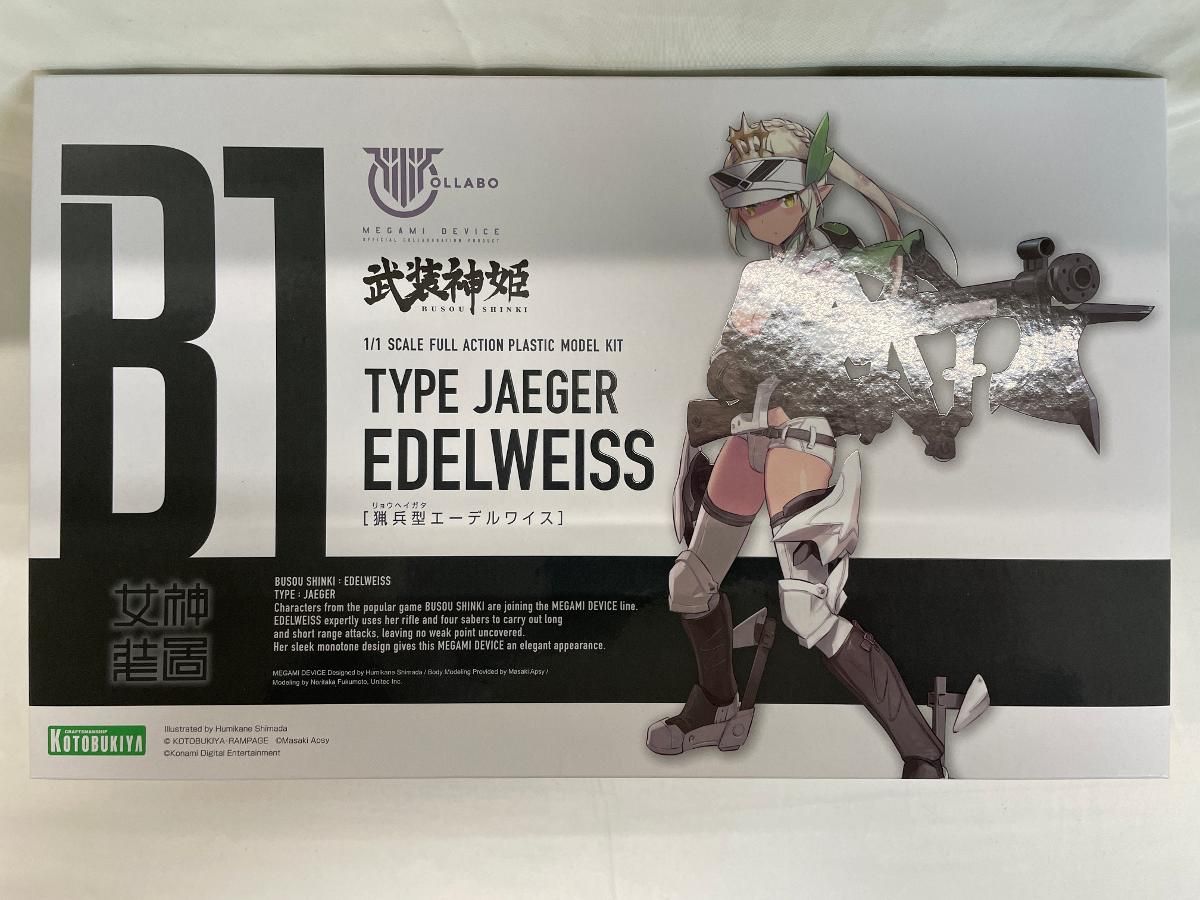 B1
COLLABO
MEGAMI DEVICE
OFFICIAL COLLABORATION PRODUCT
武装神姫
BUSOU SHINKI
1/1 SCALE FULL ACTION PLASTIC MODEL KIT
TYPE JAEGER
EDELWEISS
リョウヘイガタ
[猟兵型エーデルワイス]
女神
装置
BUSOU SHINKI : EDELWEISS
TYPE : JAEGER
Characters from the popular game BUSOU SHINKI are joining the MEGAMI DEVICE line.
EDELWEISS expertly uses her rifle and four sabers to carry out long
and short range attacks, leaving no weak point uncovered.
Her sleek monotone design gives this MEGAMI DEVICE an elegant appearance.
MEGAMI DEVICE Designed by Humikane Shimada / Body Modeling Provided by Masaki Apsy /
Modeling by Noritaka Fukumoto, Unitec Inc.
CRAFTSMANSHIP
KOTOBUKIYA
Illustrated by Humikane Shimada
© KOTOBUKIYA・RAMPAGE ©Masaki Apsy
©Konami Digital Entertainment